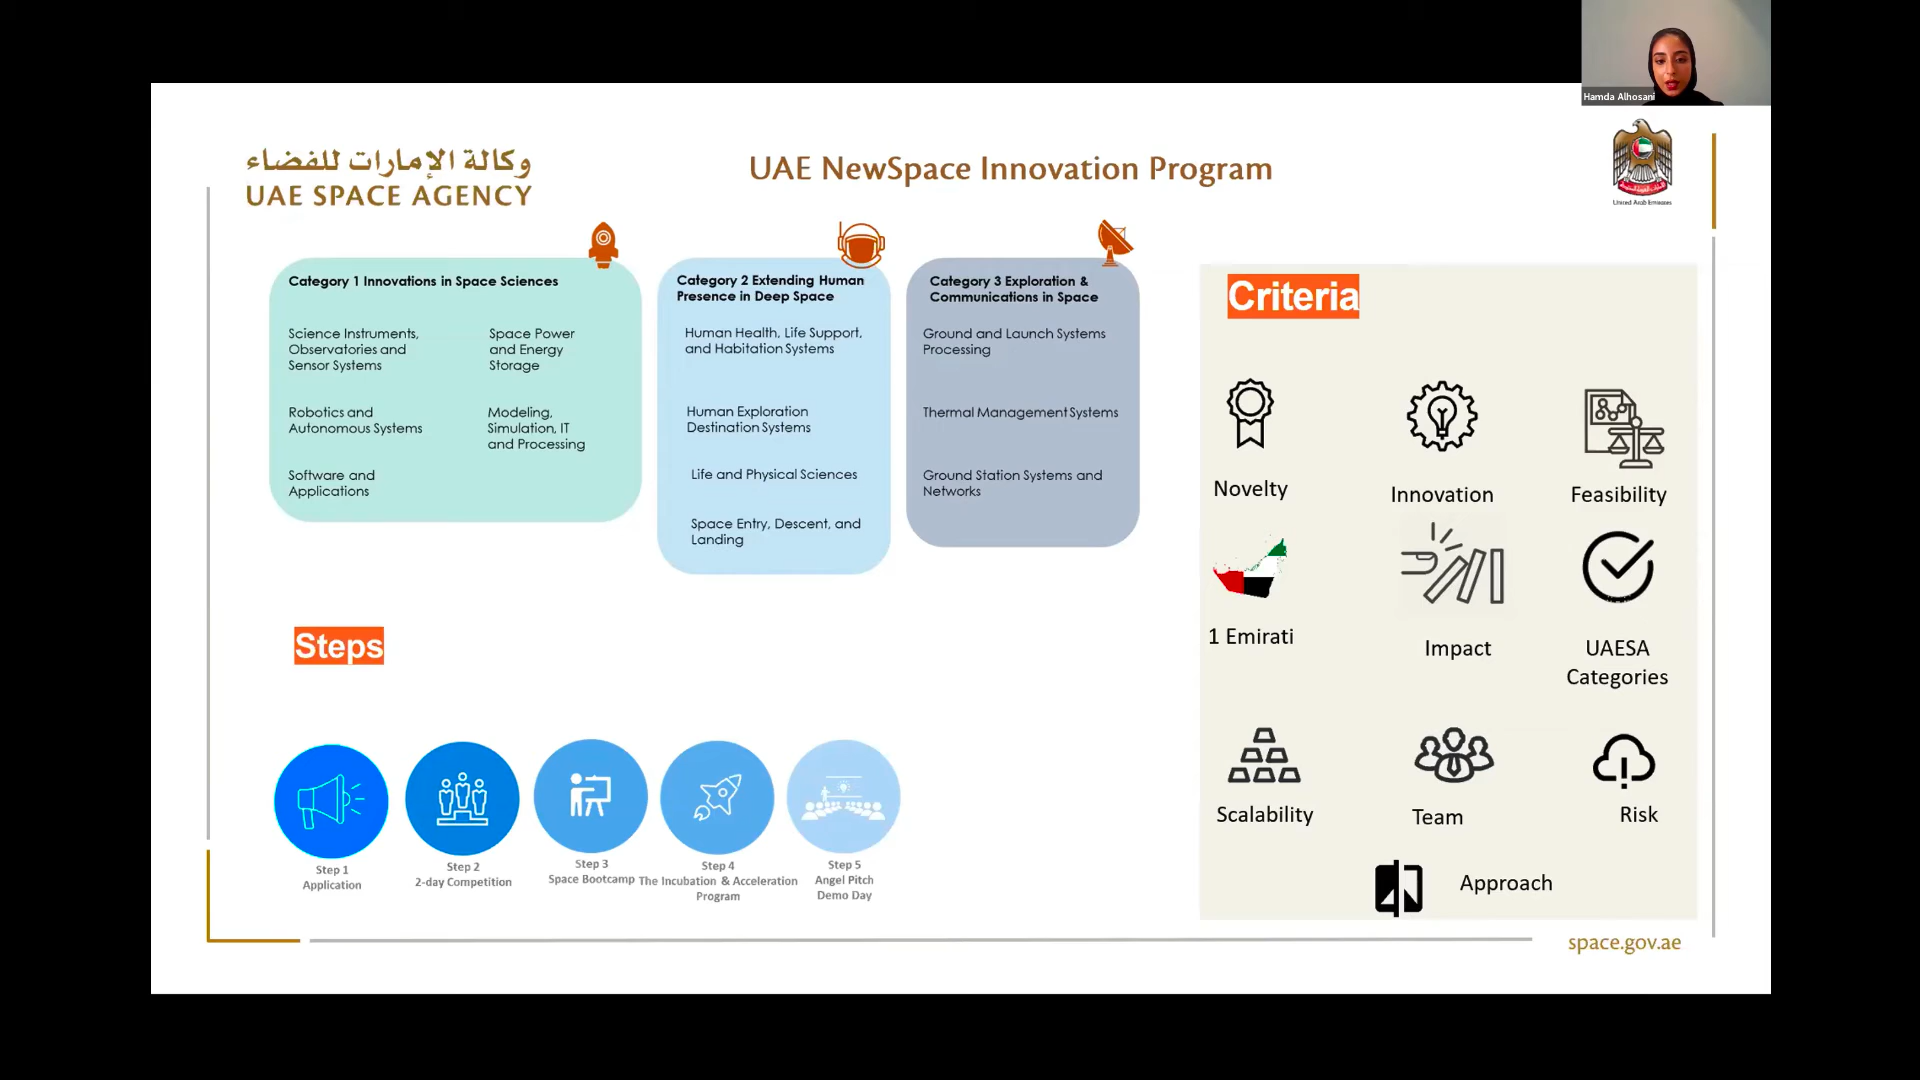 Hamda Alhosani
وكالة الإمارات للفضاء
UAE SPACE AGENCY
UAE NewSpace Innovation Program
United Arab Emirates
Category 1 Innovations in Space Sciences
Science Instruments,
Observatories and
Sensor Systems
Space Power
and Energy
Storage
Robotics and
Autonomous Systems
Modeling,
Simulation, IT
and Processing
Software and
Applications
Category 2 Extending Human
Presence in Deep Space
Human Health, Life Support,
and Habitation Systems
Human Exploration
Destination Systems
Life and Physical Sciences
Space Entry, Descent, and
Landing
Category 3 Exploration &
Communications in Space
Ground and Launch Systems
Processing
Thermal Management Systems
Ground Station Systems and
Networks
Criteria
Novelty
Innovation
Feasibility
1 Emirati
Impact
UAESA
Categories
Scalability
Team
Risk
Approach
Steps
Step 1
Application
Step 2
2-day Competition
Step 3
Space Bootcamp
Step 4
The Incubation & Acceleration
Program
Step 5
Angel Pitch
Demo Day
space.gov.ae